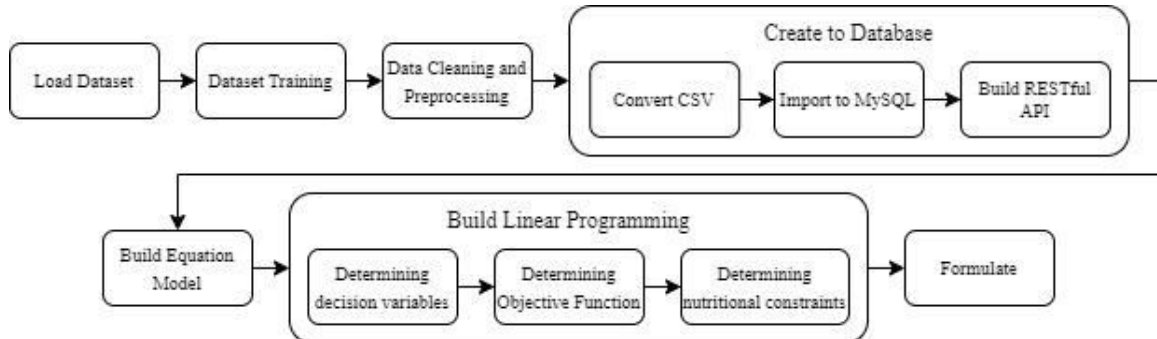 Create to Database
Load Dataset
Dataset Training
Data Cleaning and
Preprocessing
Convert CSV
Import to MySQL
Build RESTful
API
Build Linear Programming
Build Equation
Model
Determining
decision variables
Determining
Objective Function
Determining
nutritional constraints
Formulate